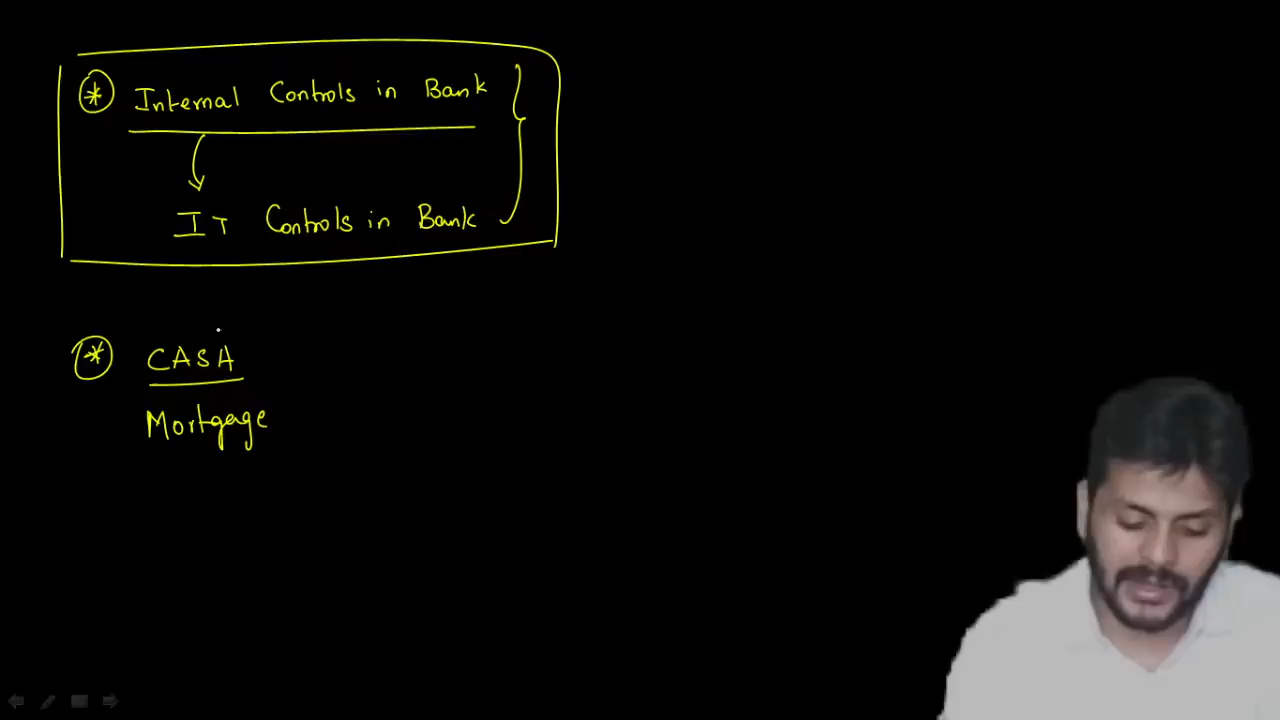 * Internal Controls in Bank
IT Controls in Bank
* CASA
Mortgage